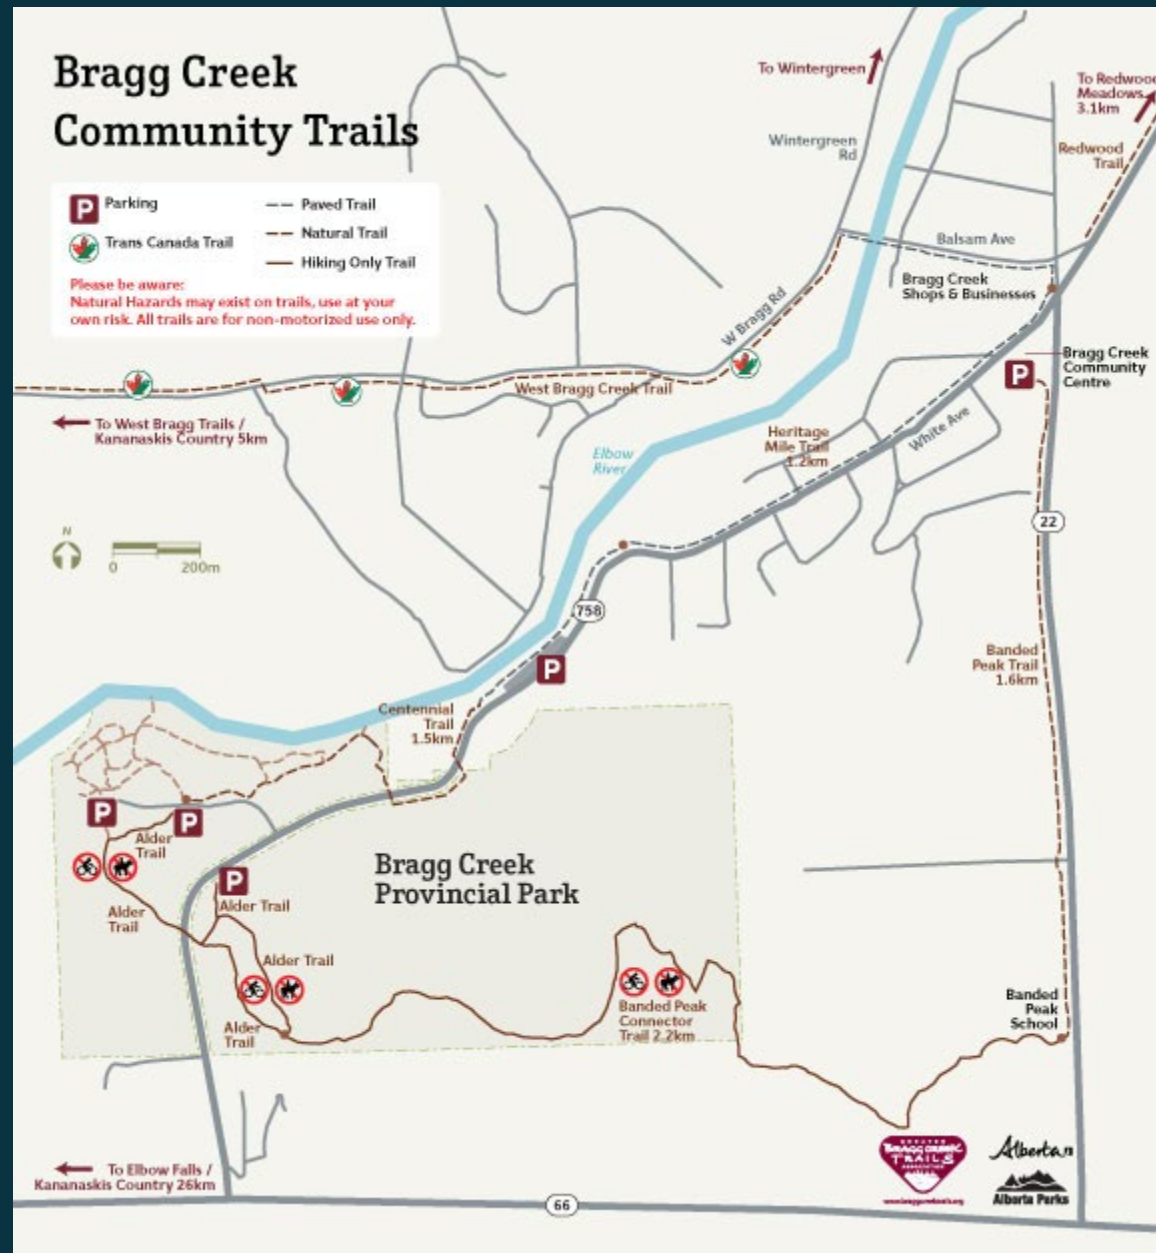 Bragg Creek
Community Trails
P Parking
Trans Canada Trail
Paved Trail
Natural Trail
Hiking Only Trail
Please be aware:
Natural Hazards may exist on trails, use at your
own risk. All trails are for non-motorized use only.
To Wintergreen
To Redwood
Meadows
3.1km
Wintergreen
Rd
Redwood
Trail
Balsam Ave
Bragg Creek
Shops & Businesses
W Bragg Rd
Bragg Creek
Community
Centre
P
West Bragg Creek Trail
To West Bragg Trails /
Kananaskis Country 5km
White Ave
Heritage
Mile Trail
1.2km
Elbow
River
N
0 200m
22
758
P
Banded
Peak Trail
1.6km
Centennial
Trail
1.5km
P
P
Alder
Trail
Bragg Creek
Provincial Park
P
Alder Trail
Alder
Trail
Alder Trail
Alder
Trail
Banded Peak
Connector
Trail 2.2km
Banded
Peak
School
To Elbow Falls /
Kananaskis Country 26km
66
GREATER
BRAGG CREEK
TRAILS
ASSOCIATION
Alberta
Alberta Parks